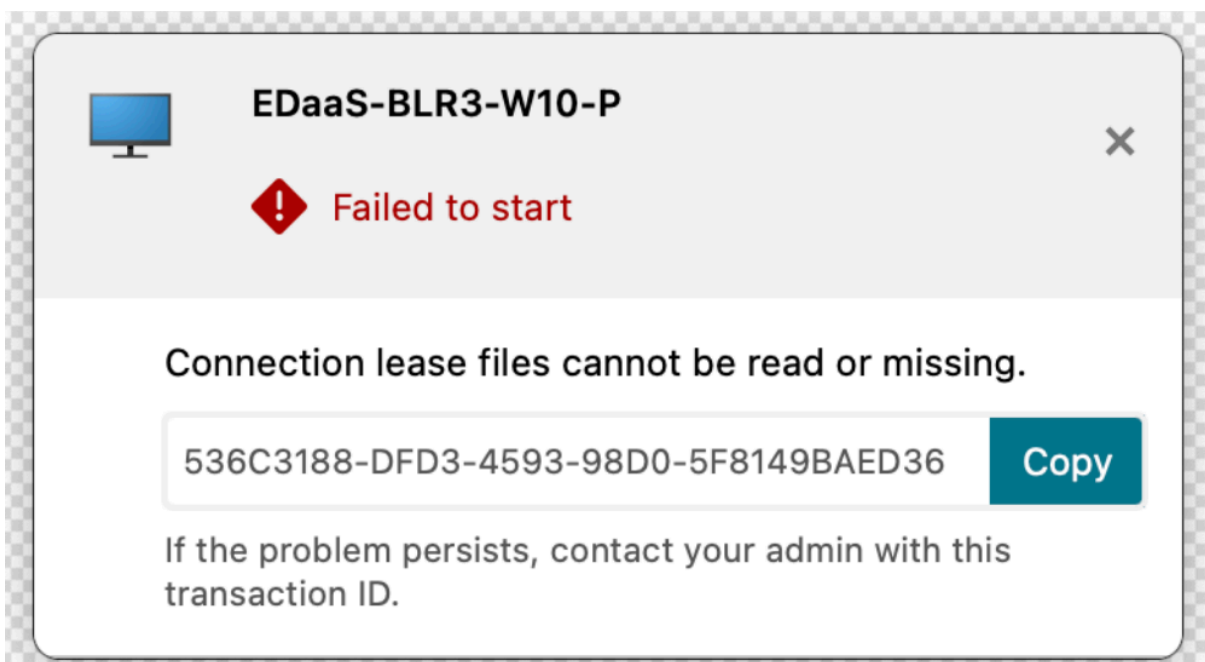 EDaaS-BLR3-W10-P
Failed to start
Connection lease files cannot be read or missing.
536C3188-DFD3-4593-98D0-5F8149BAED36 Copy
If the problem persists, contact your admin with this
transaction ID.